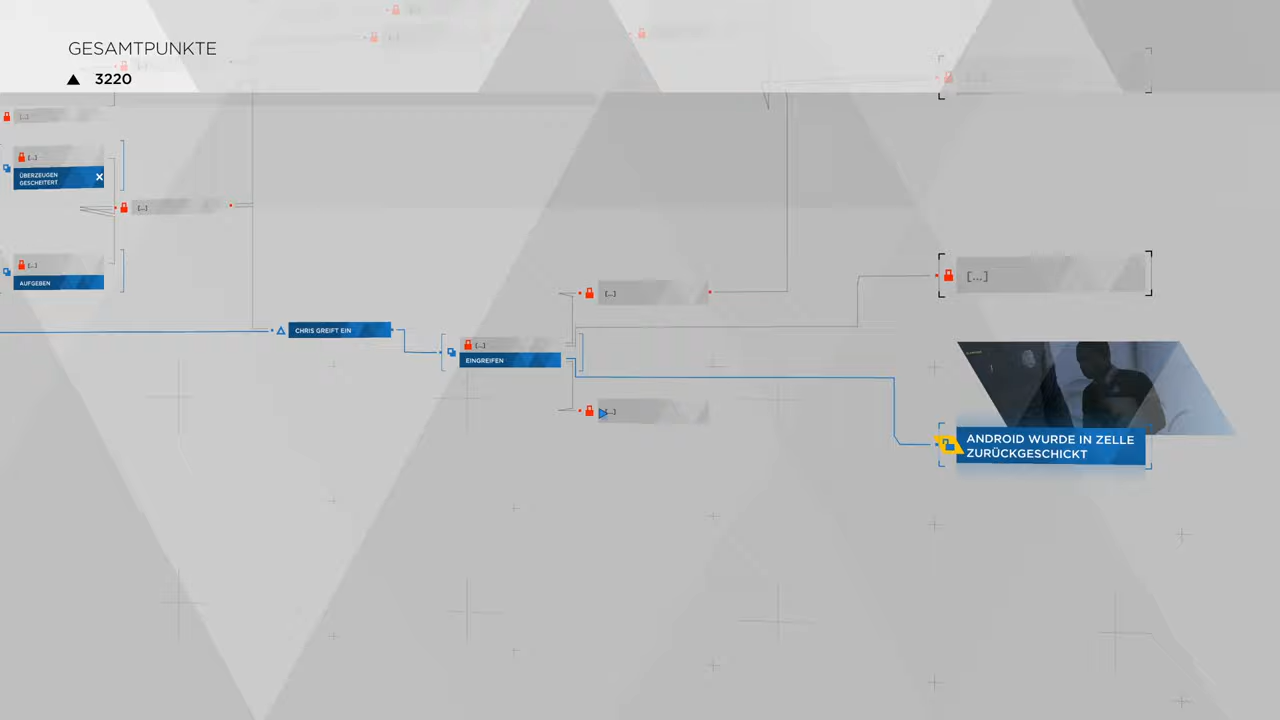 GESAMTPUNKTE
3220
[...]
[...]
ÜBERZEUGEN
GESCHEITERT
[...]
[...]
AUFGEBEN
CHRIS GREIFT EIN
[...]
EINGREIFEN
[...]
[...]
[...]
ANDROID WURDE IN ZELLE
ZURÜCKGESCHICKT